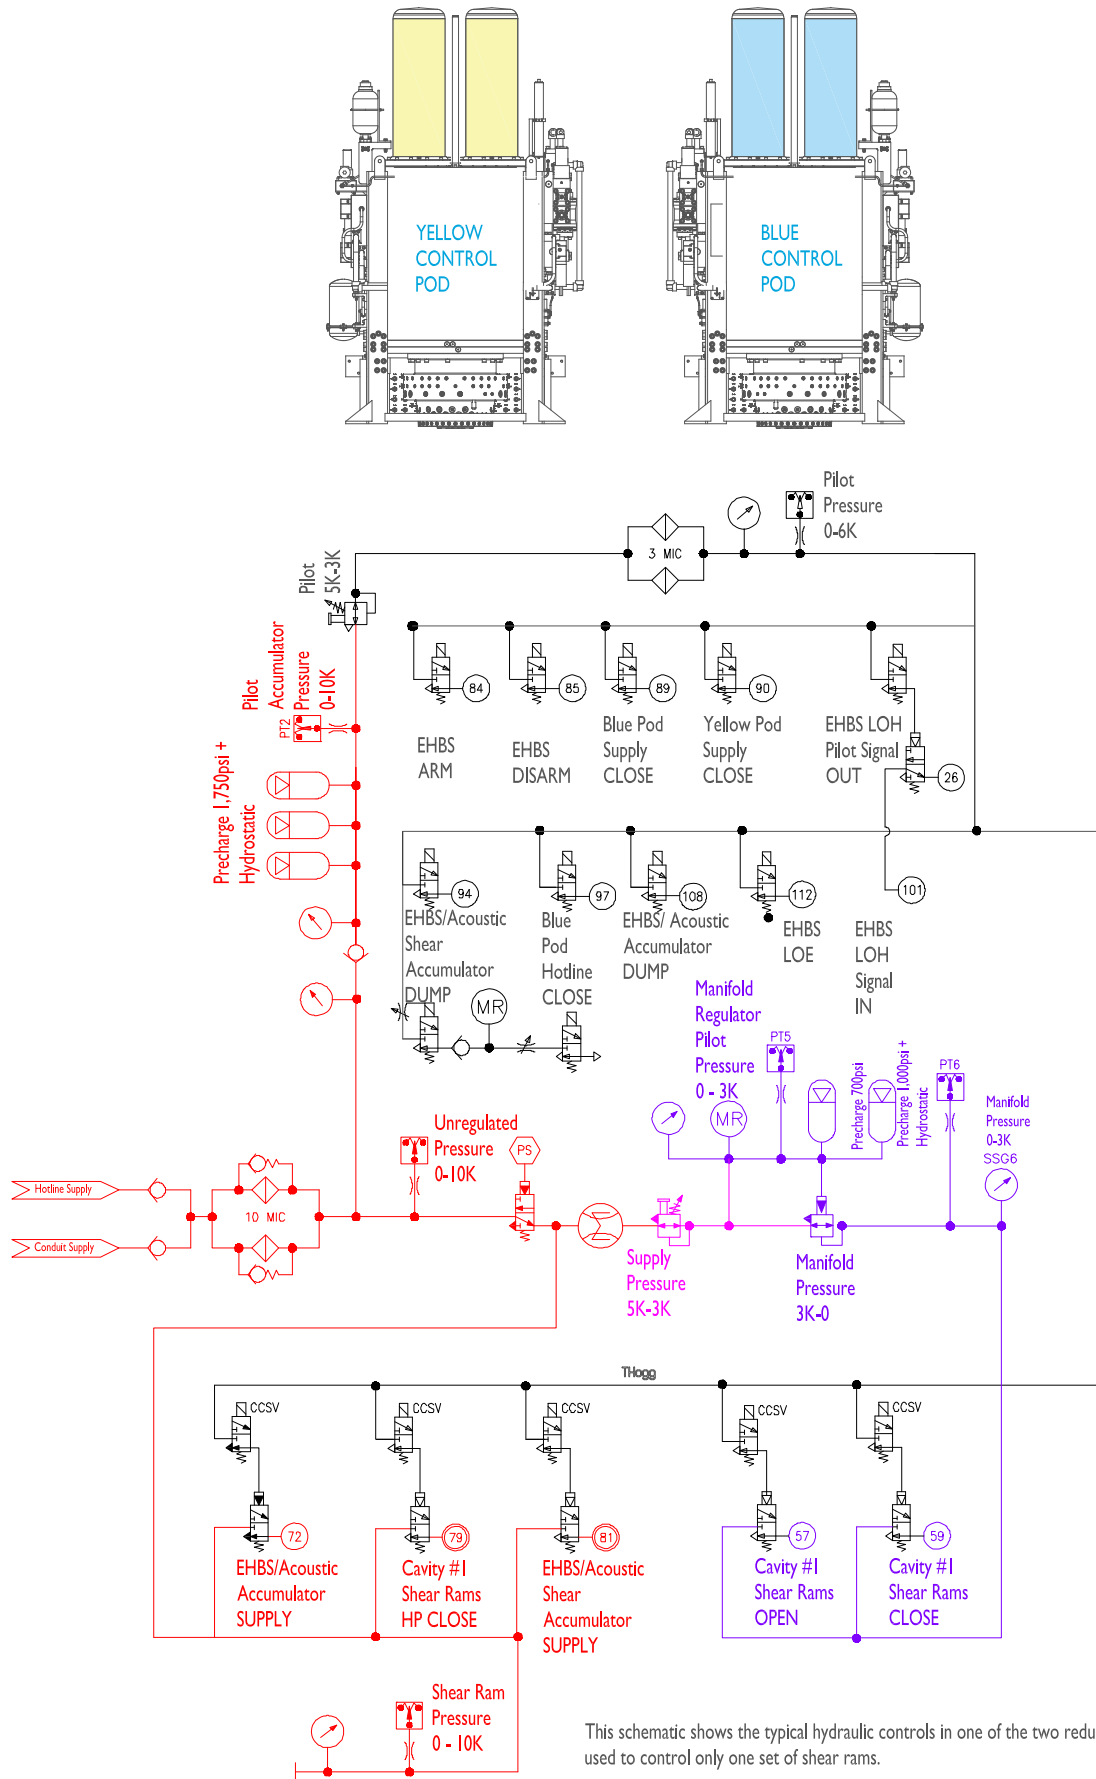 YELLOW
CONTROL
POD
BLUE
CONTROL
POD
Pilot
Pressure
0-6K
3 MIC
Pilot
5K-3K
Pilot
Accumulator
Pressure
0-10K
PT2
Precharge 1,750psi +
Hydrostatic
84
85
89
90
EHBS
ARM
EHBS
DISARM
Blue Pod
Supply
CLOSE
Yellow Pod
Supply
CLOSE
EHBS LOH
Pilot Signal
OUT
26
94
97
108
112
101
EHBS/Acoustic
Shear
Accumulator
DUMP
Blue
Pod
Hotline
CLOSE
EHBS/ Acoustic
Accumulator
DUMP
EHBS
LOE
EHBS
LOH
Signal
IN
MR
Manifold
Regulator
Pilot
Pressure
0 - 3K
PT5
MR
Precharge 700psi
Precharge 1,000psi +
Hydrostatic
PT6
Manifold
Pressure
0-3K
SSG6
Unregulated
Pressure
0-10K
PS
Hotline Supply
10 MIC
Conduit Supply
Supply
Pressure
5K-3K
Manifold
Pressure
3K-0
THogg
CCSV
CCSV
CCSV
CCSV
CCSV
72
79
81
57
59
EHBS/Acoustic
Accumulator
SUPPLY
Cavity #1
Shear Rams
HP CLOSE
EHBS/Acoustic
Shear
Accumulator
SUPPLY
Cavity #1
Shear Rams
OPEN
Cavity #1
Shear Rams
CLOSE
Shear Ram
Pressure
0 - 10K
This schematic shows the typical hydraulic controls in one of the two redu
used to control only one set of shear rams.